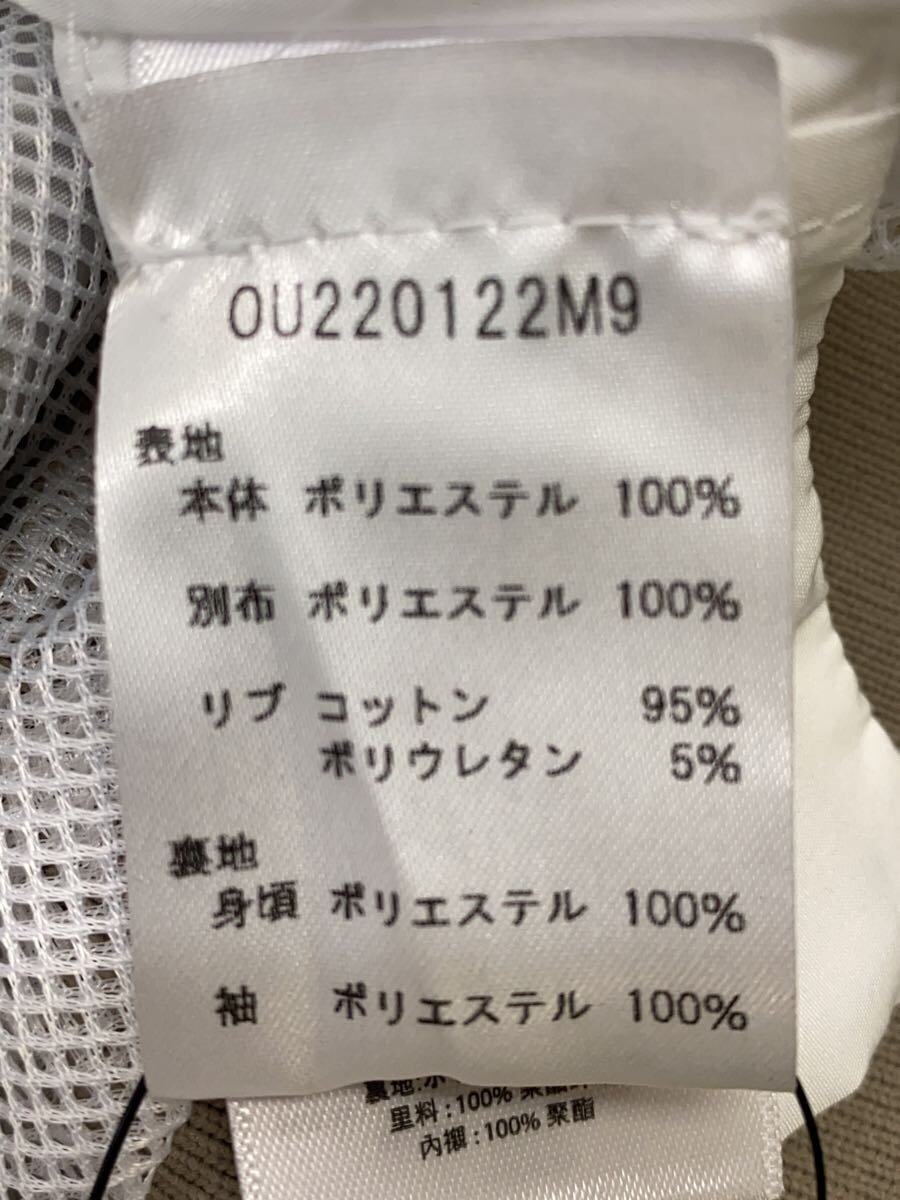 OU220122M9
表地
本体 ポリエステル 100%
別布 ポリエステル 100%
リブ コットン 95%
ポリウレタン 5%
裏地
身頃 ポリエステル 100%
袖 ポリエステル 100%
裏地:
里料:100% 聚酯
內襯:100% 聚酯